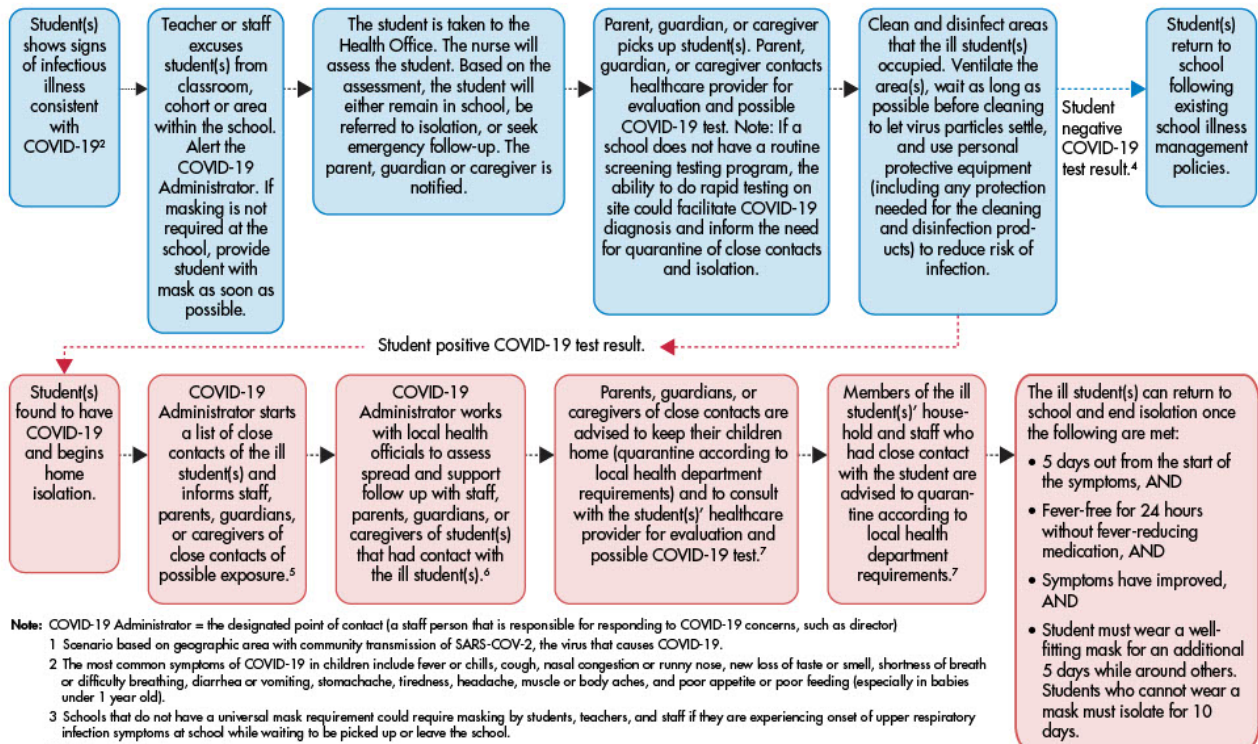 Student(s)
shows signs
of infectious
illness
consistent
with
COVID-19²
Teacher or staff
excuses
student(s) from
classroom,
cohort or area
within the school.
Alert the
COVID-19
Administrator. If
masking is not
required at the
school, provide
student with
mask as soon as
possible.
The student is taken to the
Health Office. The nurse will
assess the student. Based on the
assessment, the student will
either remain in school, be
referred to isolation, or seek
emergency follow-up. The
parent, guardian or caregiver is
notified.
Parent, guardian, or caregiver
picks up student(s). Parent,
guardian, or caregiver contacts
healthcare provider for
evaluation and possible
COVID-19 test. Note: If a
school does not have a routine
screening testing program, the
ability to do rapid testing on
site could facilitate COVID-19
diagnosis and inform the need
for quarantine of close contacts
and isolation.
Clean and disinfect areas
that the ill student(s)
occupied. Ventilate the
area(s), wait as long as
possible before cleaning
to let virus particles settle,
and use personal
protective equipment
(including any protection
needed for the cleaning
and disinfection prod-
ucts) to reduce risk of
infection.
Student
negative
COVID-19
test result.⁴
Student(s)
return to
school
following
existing
school illness
management
policies.
Student positive COVID-19 test result.
Student(s)
found to have
COVID-19
and begins
home
isolation.
COVID-19
Administrator starts
a list of close
contacts of the ill
student(s) and
informs staff,
parents, guardians,
or caregivers of
close contacts of
possible exposure.⁵
COVID-19
Administrator works
with local health
officials to assess
spread and support
follow up with staff,
parents, guardians, or
caregivers of student(s)
that had contact with
the ill student(s).⁶
Parents, guardians, or
caregivers of close contacts are
advised to keep their children
home (quarantine according to
local health department
requirements) and to consult
with the student(s)’ healthcare
provider for evaluation and
possible COVID-19 test.⁷
Members of the ill
student(s)’ house-
hold and staff who
had close contact
with the student are
advised to quaran-
tine according to
local health
department
requirements.⁷
The ill student(s) can return to
school and end isolation once
the following are met:
• 5 days out from the start of
the symptoms, AND
• Fever-free for 24 hours
without fever-reducing
medication, AND
• Symptoms have improved,
AND
• Student must wear a well-
fitting mask for an additional
5 days while around others.
Students who cannot wear a
mask must isolate for 10
days.
Note: COVID-19 Administrator = the designated point of contact (a staff person that is responsible for responding to COVID-19 concerns, such as director)
1 Scenario based on geographic area with community transmission of SARS-COV-2, the virus that causes COVID-19.
2 The most common symptoms of COVID-19 in children include fever or chills, cough, nasal congestion or runny nose, new loss of taste or smell, shortness of breath
or difficulty breathing, diarrhea or vomiting, stomachache, tiredness, headache, muscle or body aches, and poor appetite or poor feeding (especially in babies
under 1 year old).
3 Schools that do not have a universal mask requirement could require masking by students, teachers, and staff if they are experiencing onset of upper respiratory
infection symptoms at school while waiting to be picked up or leave the school.